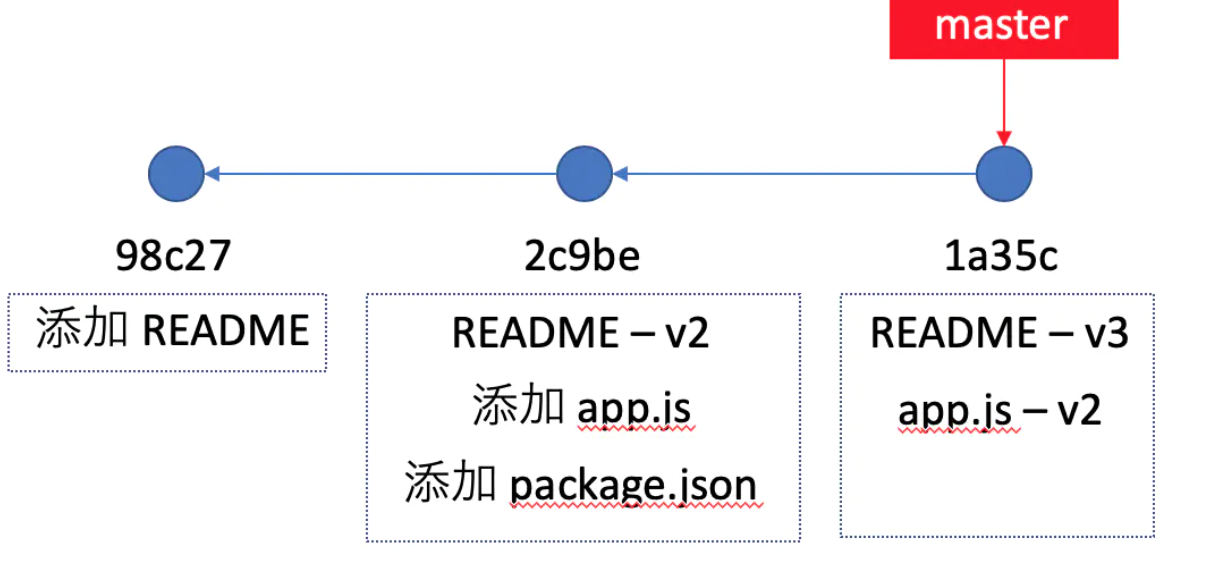 master
98c27
2c9be
1a35c
添加 README
README – v2
添加 app.js
添加 package.json
README – v3
app.js – v2